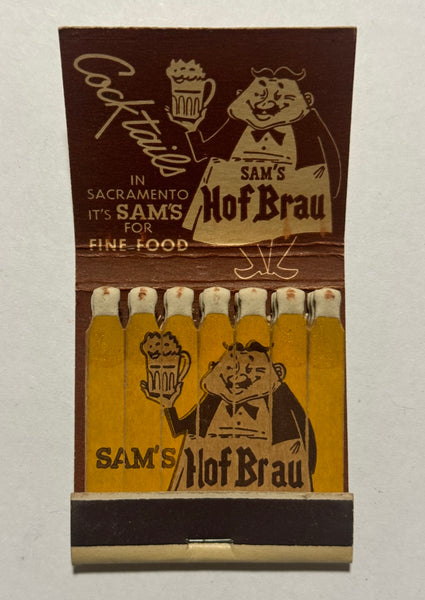 Cocktails
IN
SACRAMENTO
IT'S SAM'S
FOR
FINE FOOD
SAM'S
Hof Brau
SAM'S Hof Brau